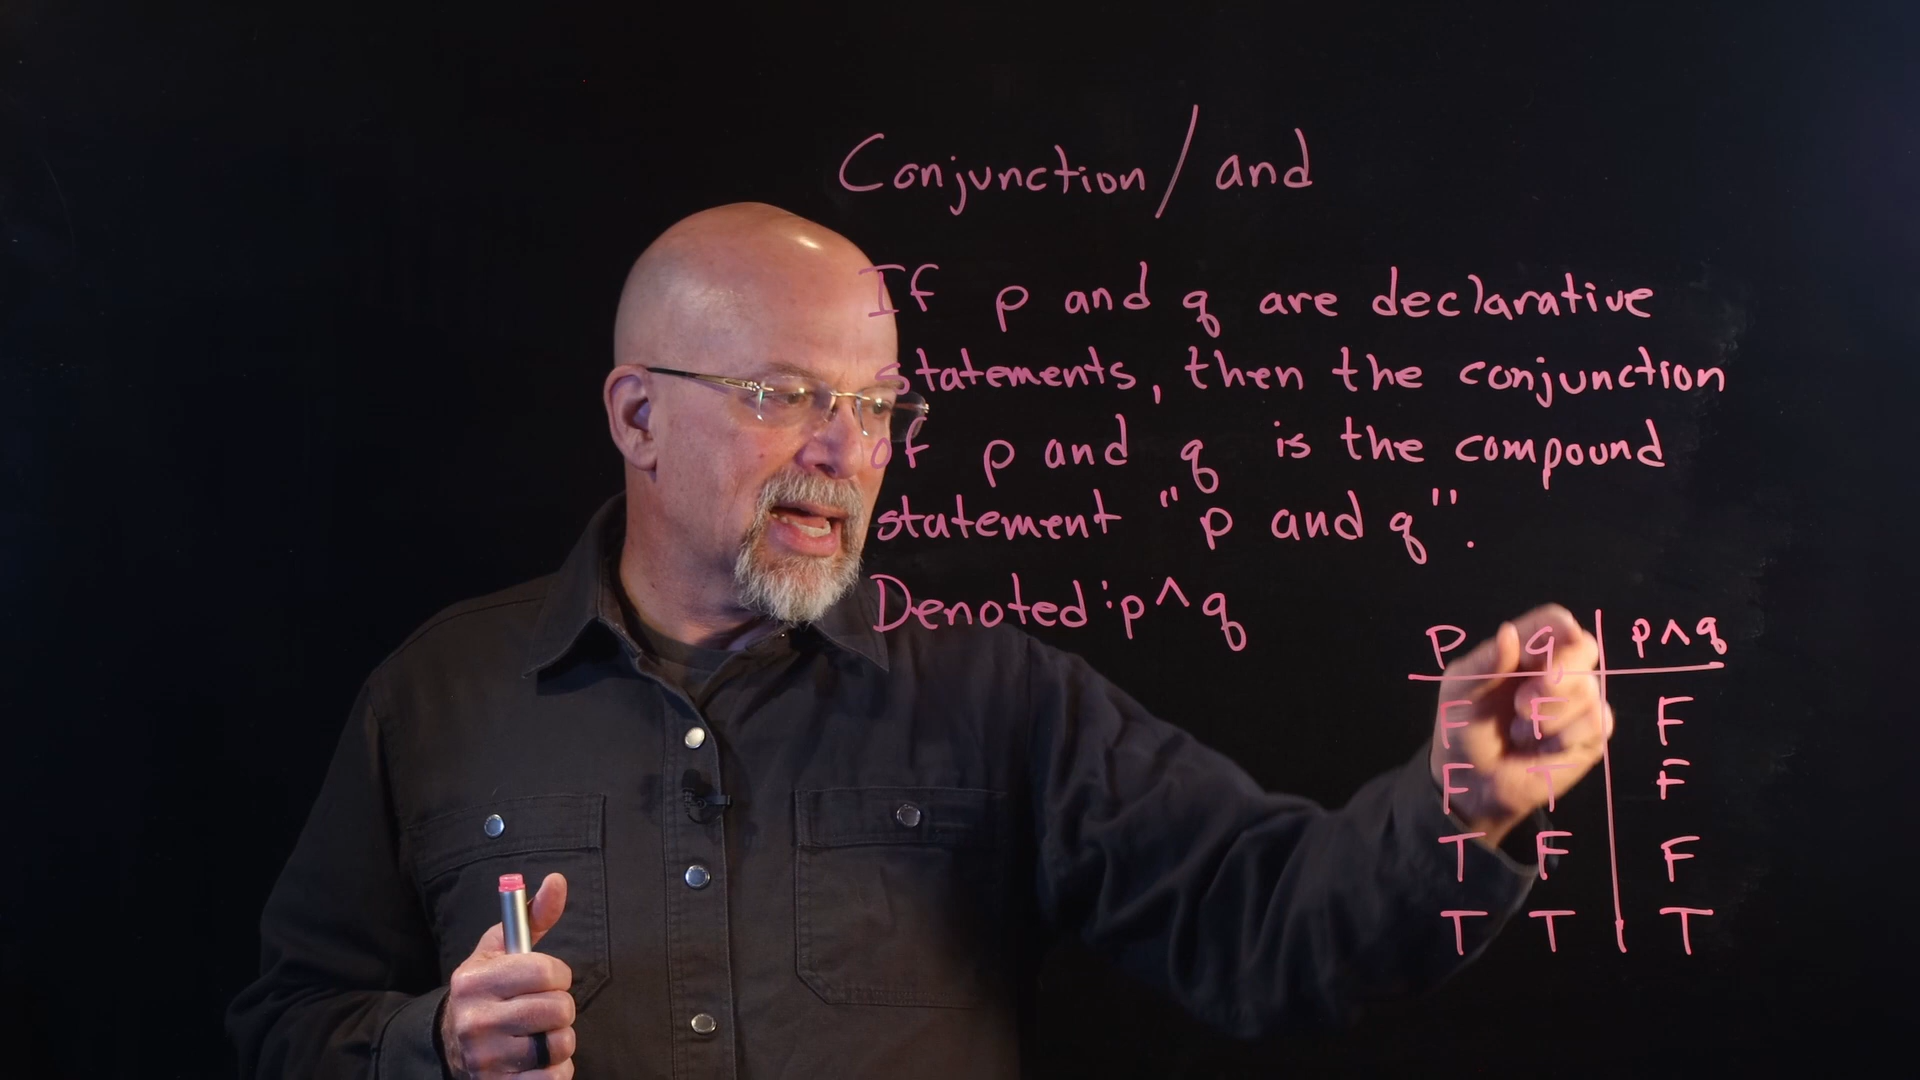 Conjunction / and
If p and q are declarative
statements, then the conjunction
of p and q is the compound
statement "p and q".
Denoted: p ∧ q
p q | p ∧ q
F F | F
F T | F
T F | F
T T | T